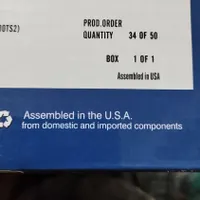 PROD.ORDER
QUANTITY 34 OF 50
BOX 1 OF 1
Assembled in USA
Assembled in the U.S.A.
from domestic and imported components